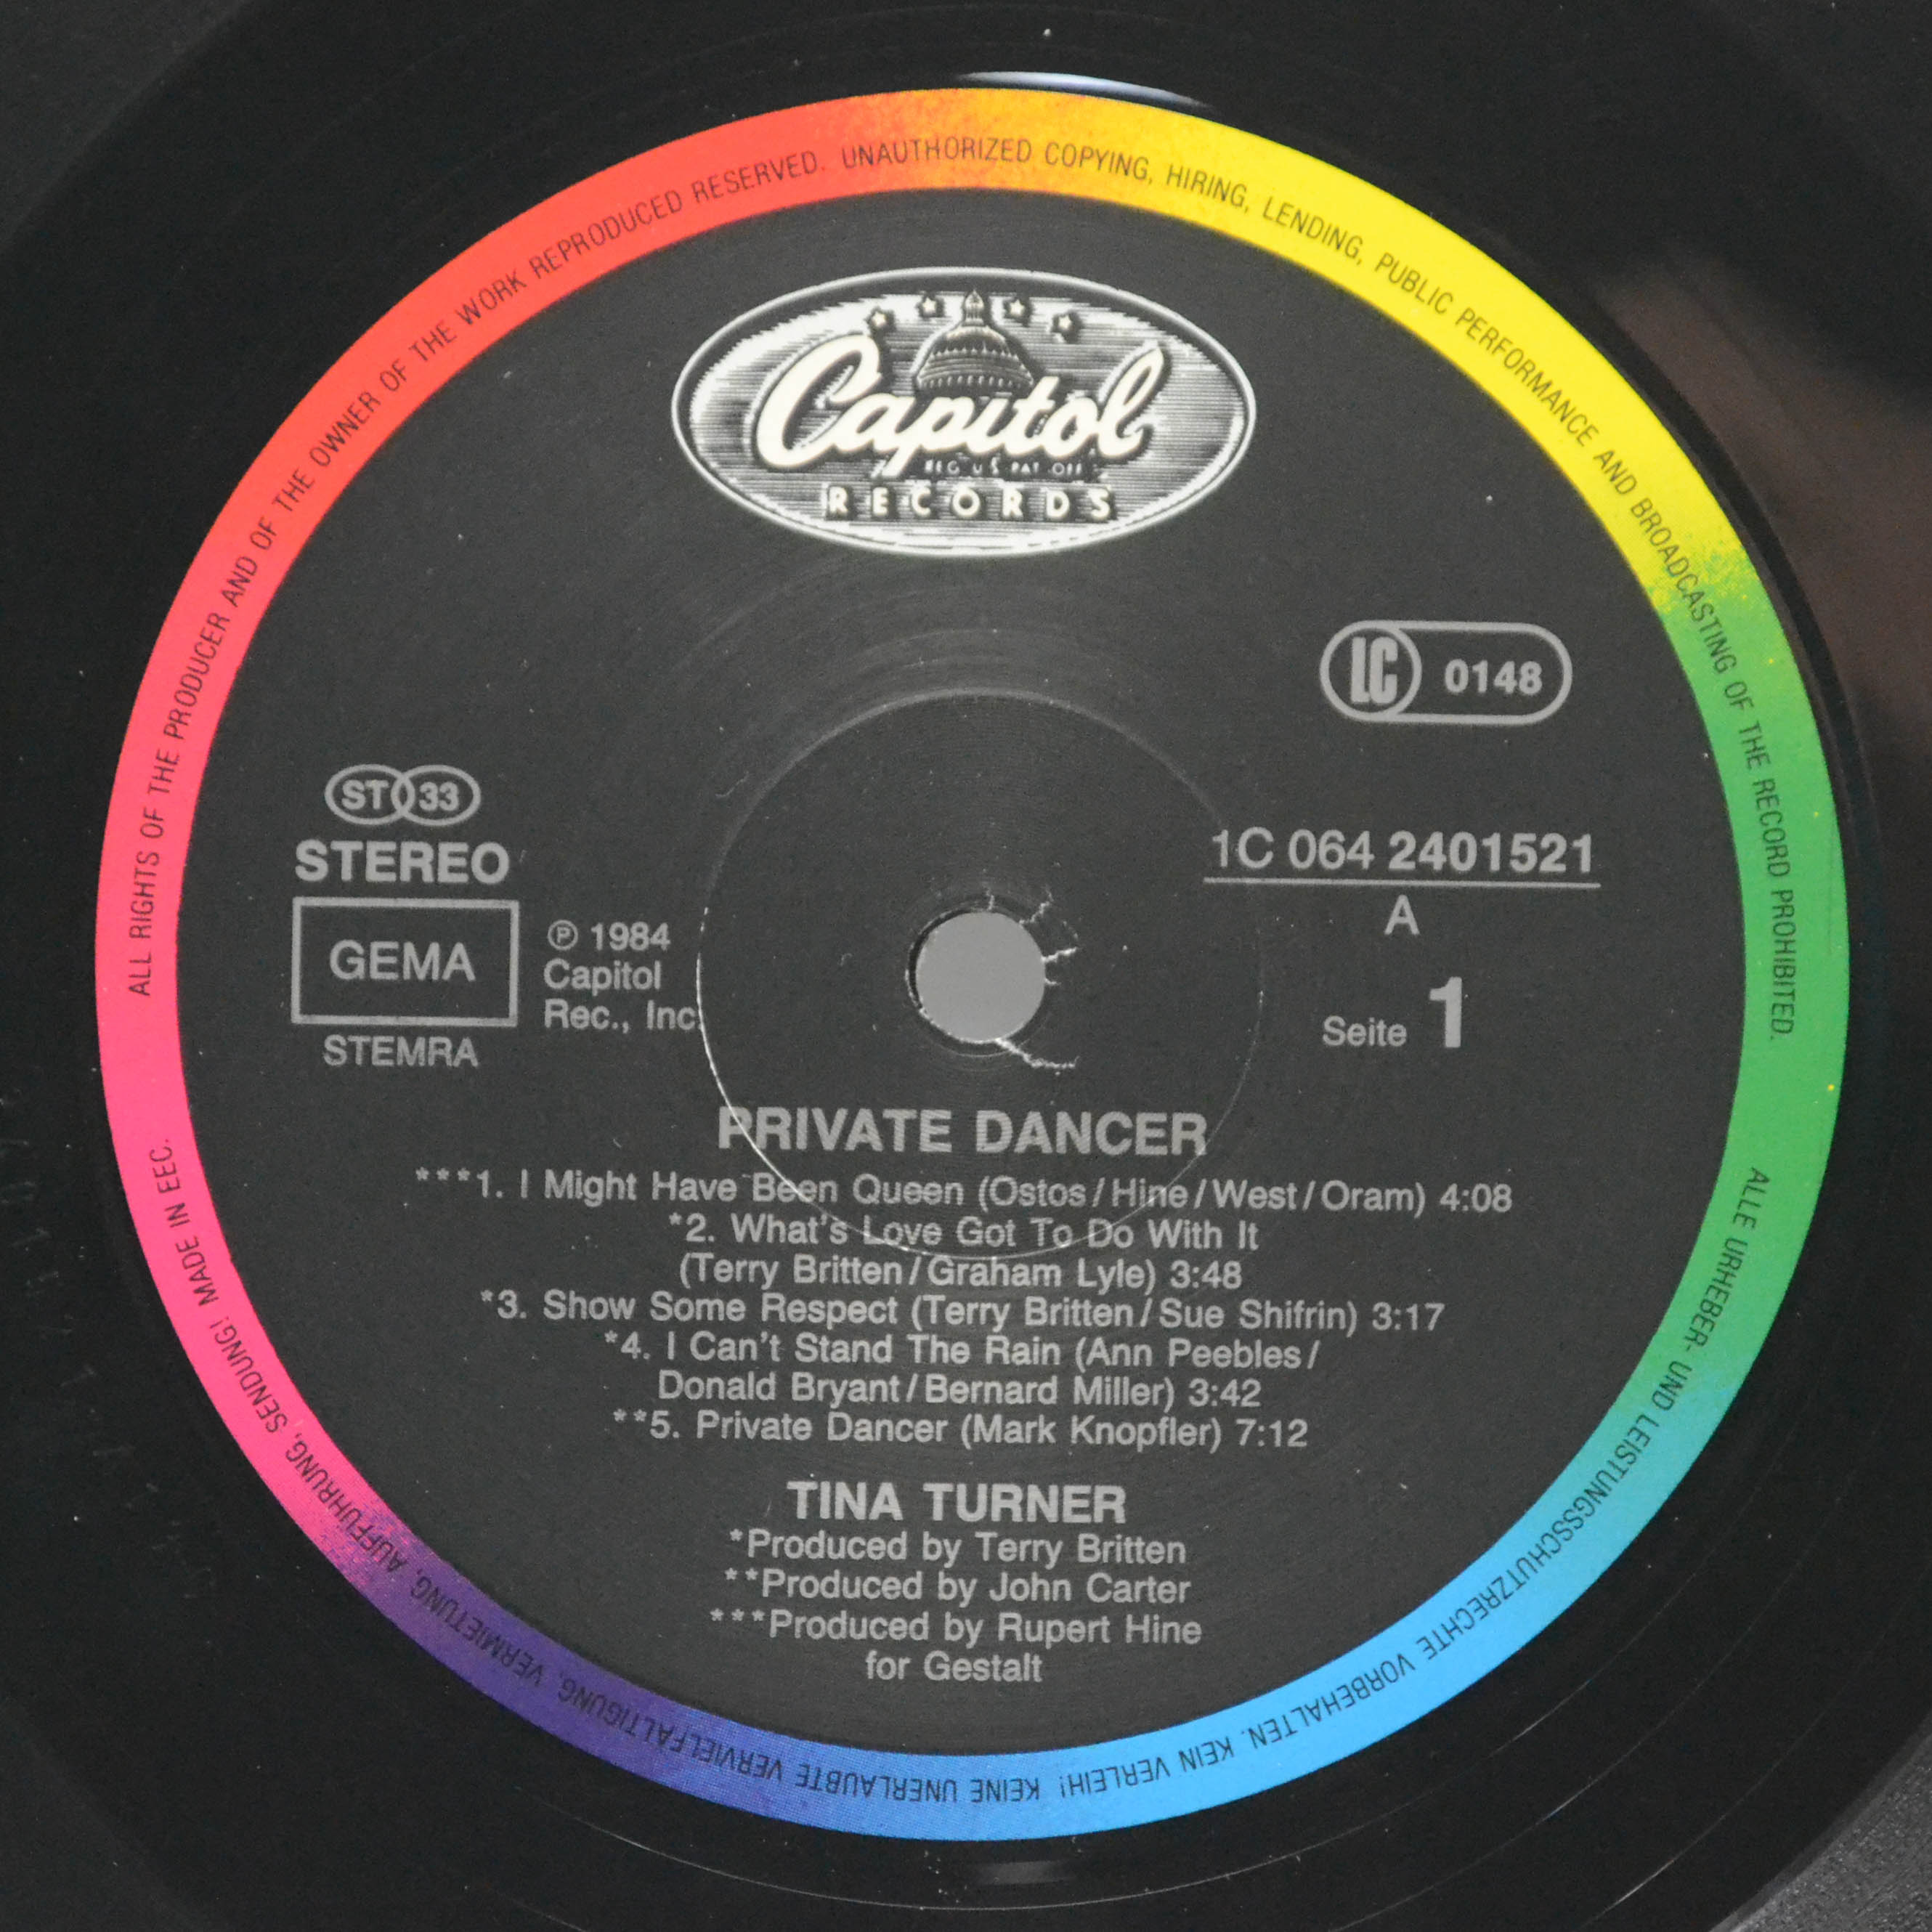 ALL RIGHTS OF THE PRODUCER AND OF THE OWNER OF THE WORK REPRODUCED RESERVED. UNAUTHORIZED COPYING, HIRING, LENDING, PUBLIC PERFORMANCE AND BROADCASTING OF THE RECORD PROHIBITED.
Capitol
REG. U.S. PAT. OFF.
RECORDS
LC 0148
ST 33
STEREO
GEMA
STEMRA
℗ 1984
Capitol
Rec., Inc.
1C 064 2401521
A
Seite 1
PRIVATE DANCER
***1. I Might Have Been Queen (Ostos/Hine/West/Oram) 4:08
*2. What's Love Got To Do With It
(Terry Britten/Graham Lyle) 3:48
*3. Show Some Respect (Terry Britten/Sue Shifrin) 3:17
*4. I Can't Stand The Rain (Ann Peebles/
Donald Bryant/Bernard Miller) 3:42
**5. Private Dancer (Mark Knopfler) 7:12
TINA TURNER
*Produced by Terry Britten
**Produced by John Carter
***Produced by Rupert Hine
for Gestalt
ALLE URHEBER- UND LEISTUNGSSCHUTZRECHTE VORBEHALTEN. KEIN VERLEIH! KEINE UNERLAUBTE VERVIELFALTIGUNG, VERMIETUNG, AUFFUHRUNG, SENDUNG! MADE IN EEC.